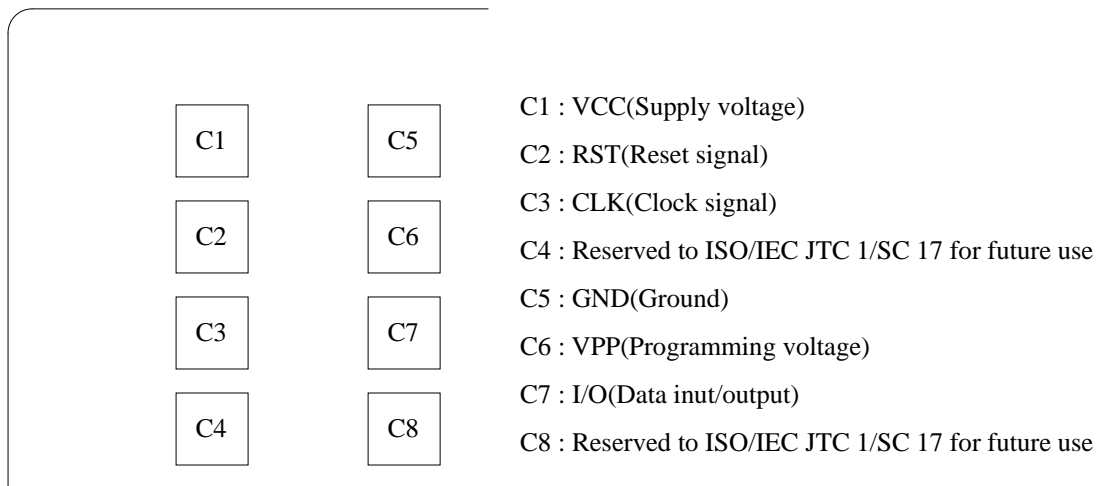 C1
C5
C2
C6
C3
C7
C4
C8
C1 : VCC(Supply voltage)
C2 : RST(Reset signal)
C3 : CLK(Clock signal)
C4 : Reserved to ISO/IEC JTC 1/SC 17 for future use
C5 : GND(Ground)
C6 : VPP(Programming voltage)
C7 : I/O(Data inut/output)
C8 : Reserved to ISO/IEC JTC 1/SC 17 for future use